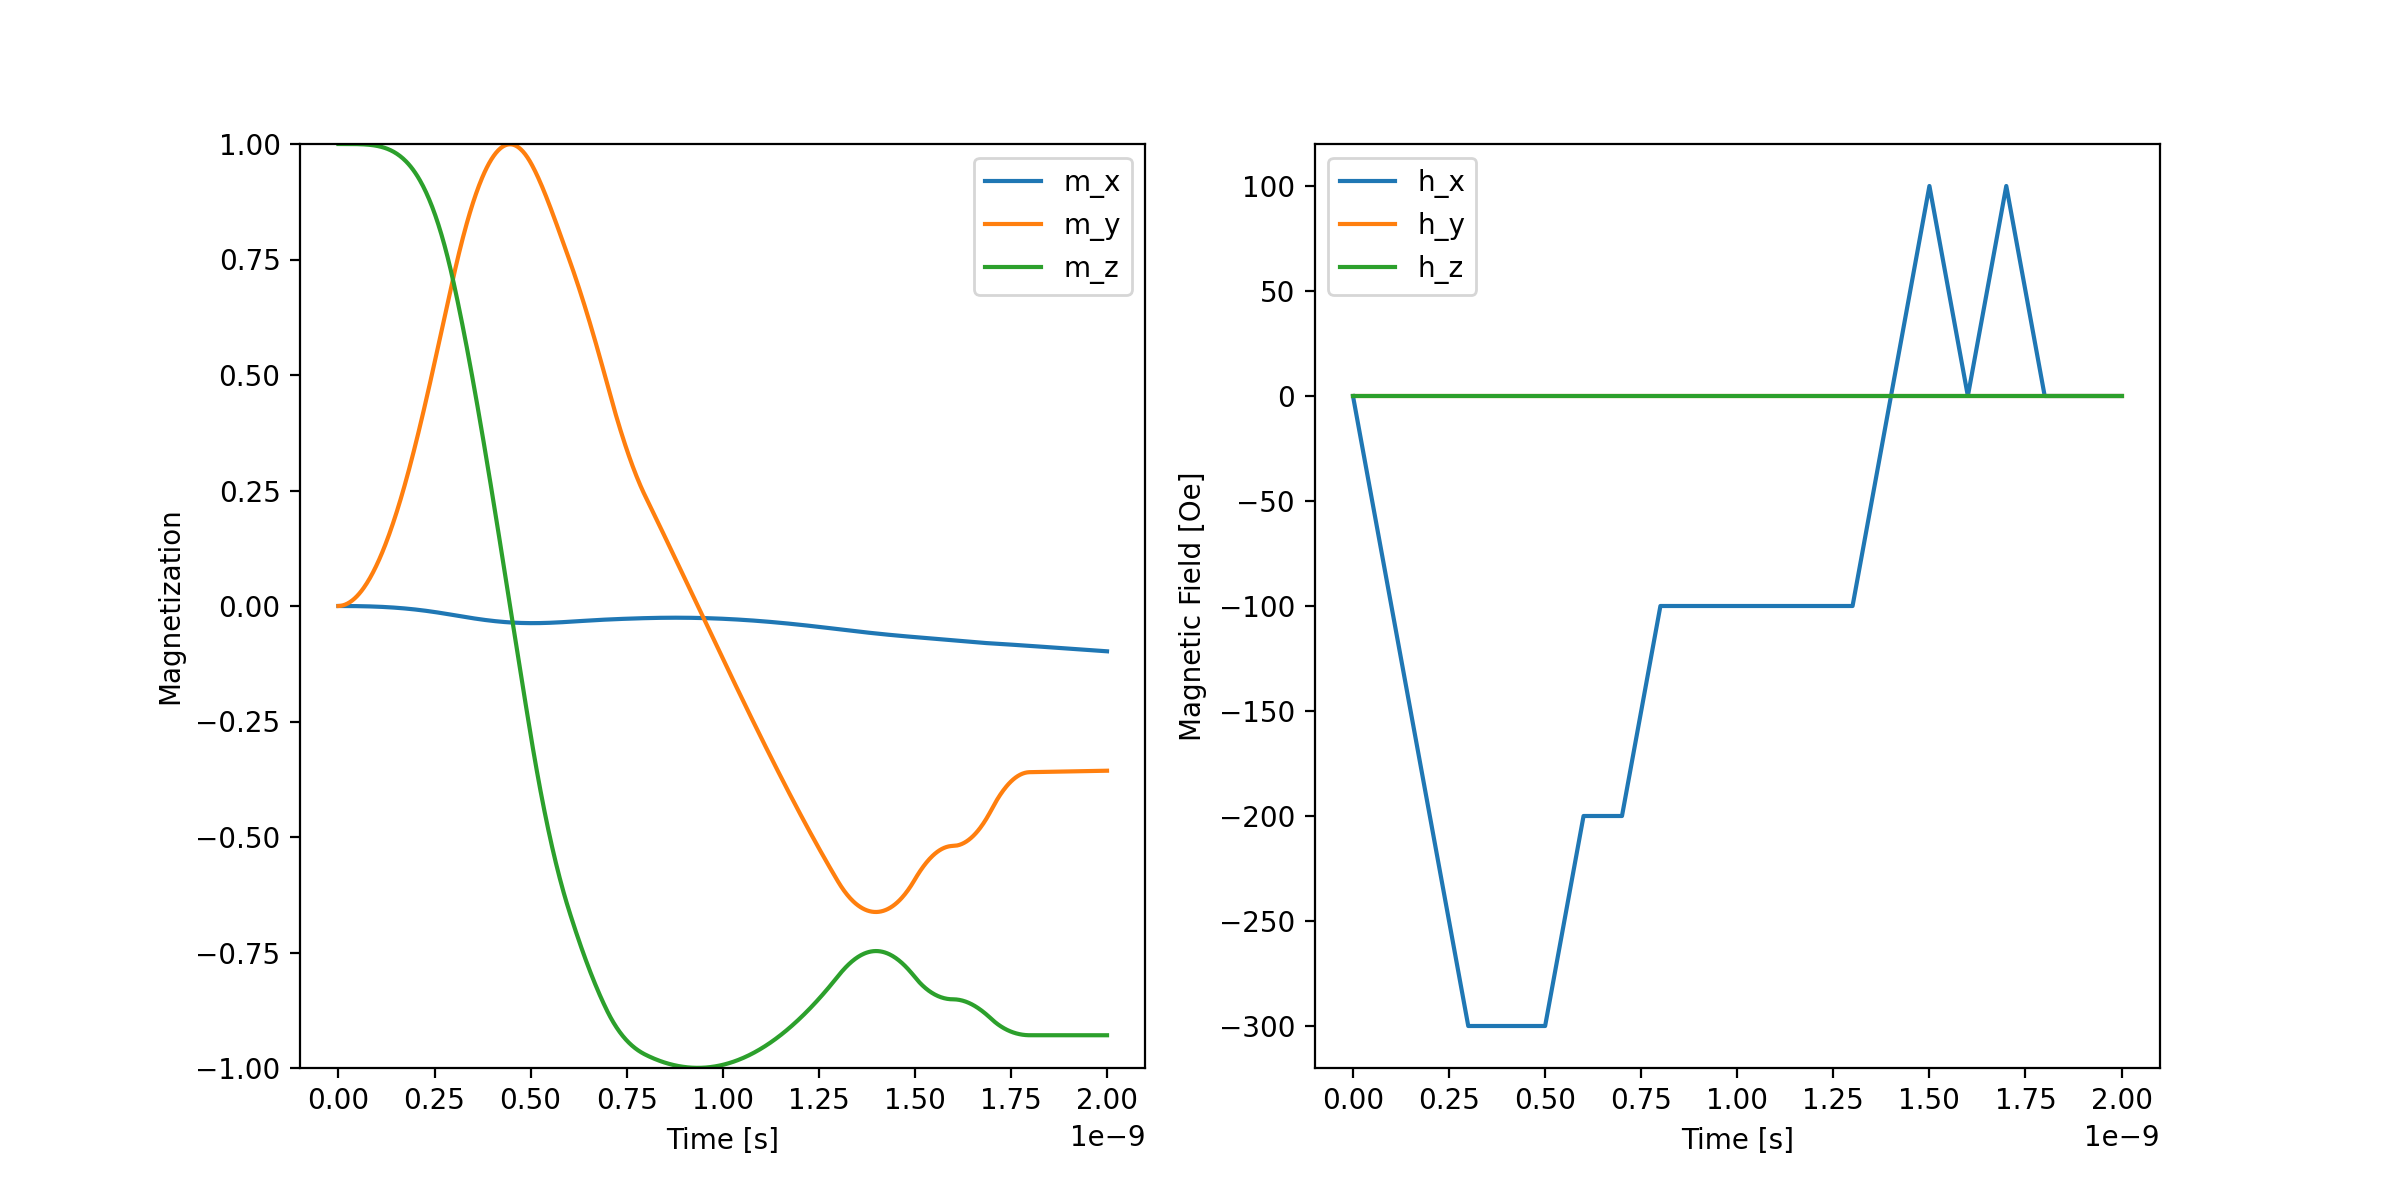 1.00
0.75
0.50
0.25
0.00
−0.25
−0.50
−0.75
−1.00
Magnetization
m_x
m_y
m_z
0.00 0.25 0.50 0.75 1.00 1.25 1.50 1.75 2.00
Time [s]
1e−9
100
50
0
−50
−100
−150
−200
−250
−300
Magnetic Field [Oe]
h_x
h_y
h_z
0.00 0.25 0.50 0.75 1.00 1.25 1.50 1.75 2.00
Time [s]
1e−9